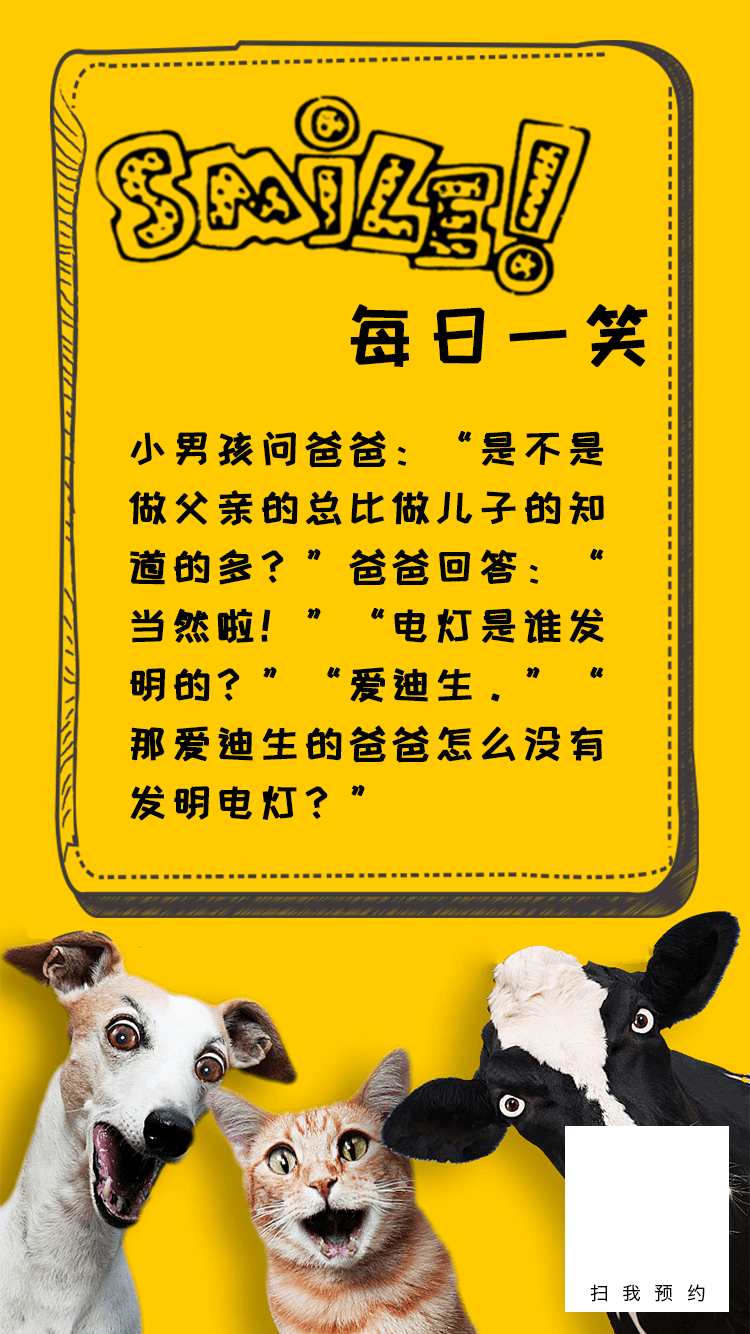 SMiLE!
每日一笑
小男孩问爸爸：“是不是
做父亲的总比做儿子的知
道的多？”爸爸回答：“
当然啦！”“电灯是谁发
明的？”“爱迪生．”“
那爱迪生的爸爸怎么没有
发明电灯？”
扫我预约